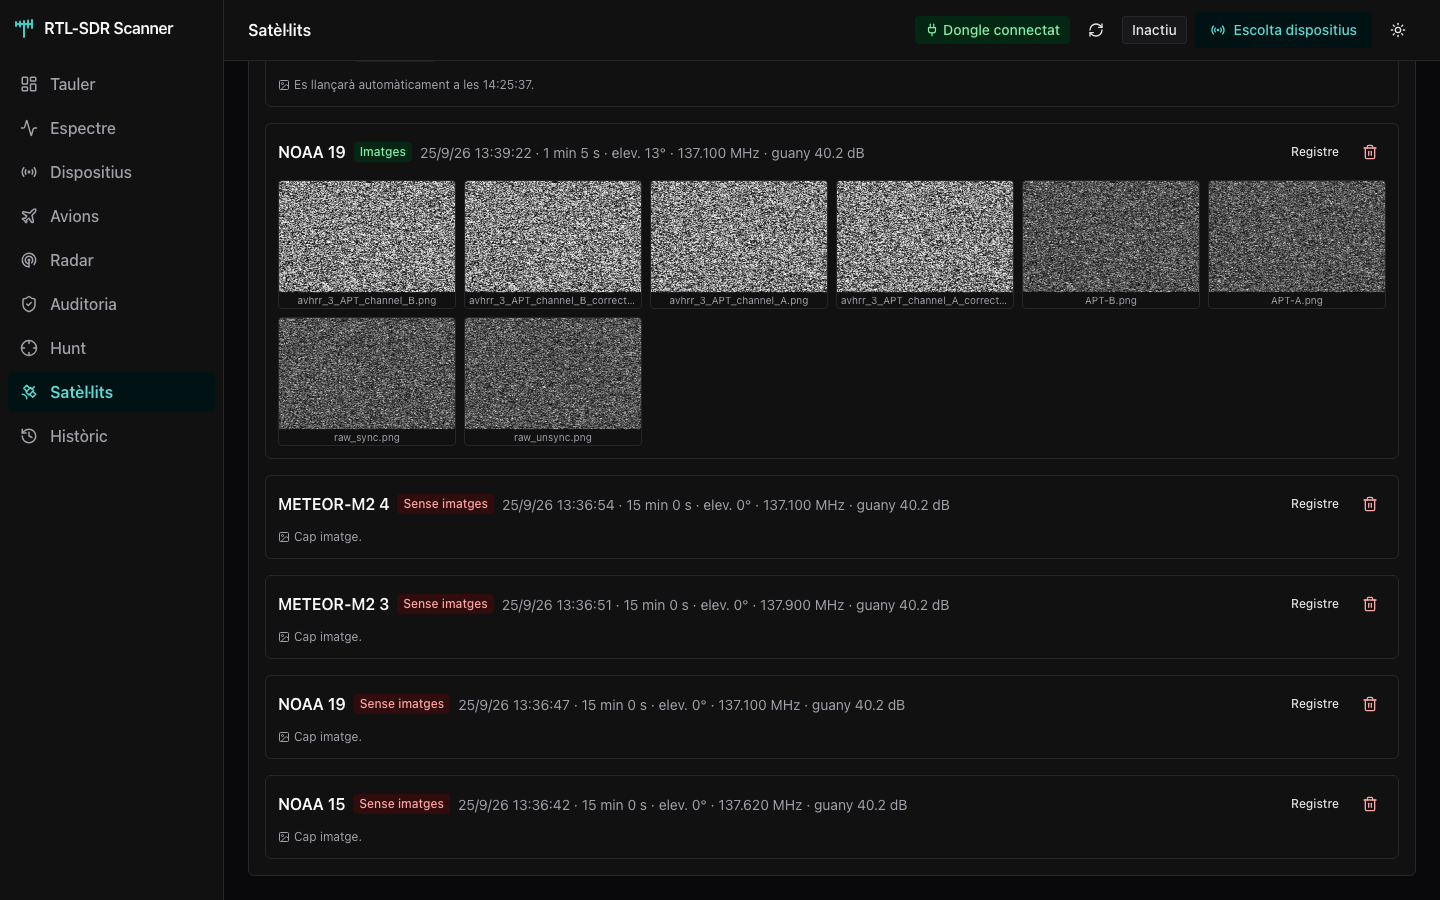 RTL-SDR Scanner
Tauler
Espectre
Dispositius
Avions
Radar
Auditoria
Hunt
Satèl·lits
Històric
Satèl·lits
Dongle connectat
Inactiu
Escolta dispositius
Es llançarà automàticament a les 14:25:37.
NOAA 19 Imatges 25/9/26 13:39:22 · 1 min 5 s · elev. 13° · 137.100 MHz · guany 40.2 dB Registre
avhrr_3_APT_channel_B.png avhrr_3_APT_channel_B_correct... avhrr_3_APT_channel_A.png avhrr_3_APT_channel_A_correct... APT-B.png APT-A.png
raw_sync.png raw_unsync.png
METEOR-M2 4 Sense imatges 25/9/26 13:36:54 · 15 min 0 s · elev. 0° · 137.100 MHz · guany 40.2 dB Registre
Cap imatge.
METEOR-M2 3 Sense imatges 25/9/26 13:36:51 · 15 min 0 s · elev. 0° · 137.900 MHz · guany 40.2 dB Registre
Cap imatge.
NOAA 19 Sense imatges 25/9/26 13:36:47 · 15 min 0 s · elev. 0° · 137.100 MHz · guany 40.2 dB Registre
Cap imatge.
NOAA 15 Sense imatges 25/9/26 13:36:42 · 15 min 0 s · elev. 0° · 137.620 MHz · guany 40.2 dB Registre
Cap imatge.